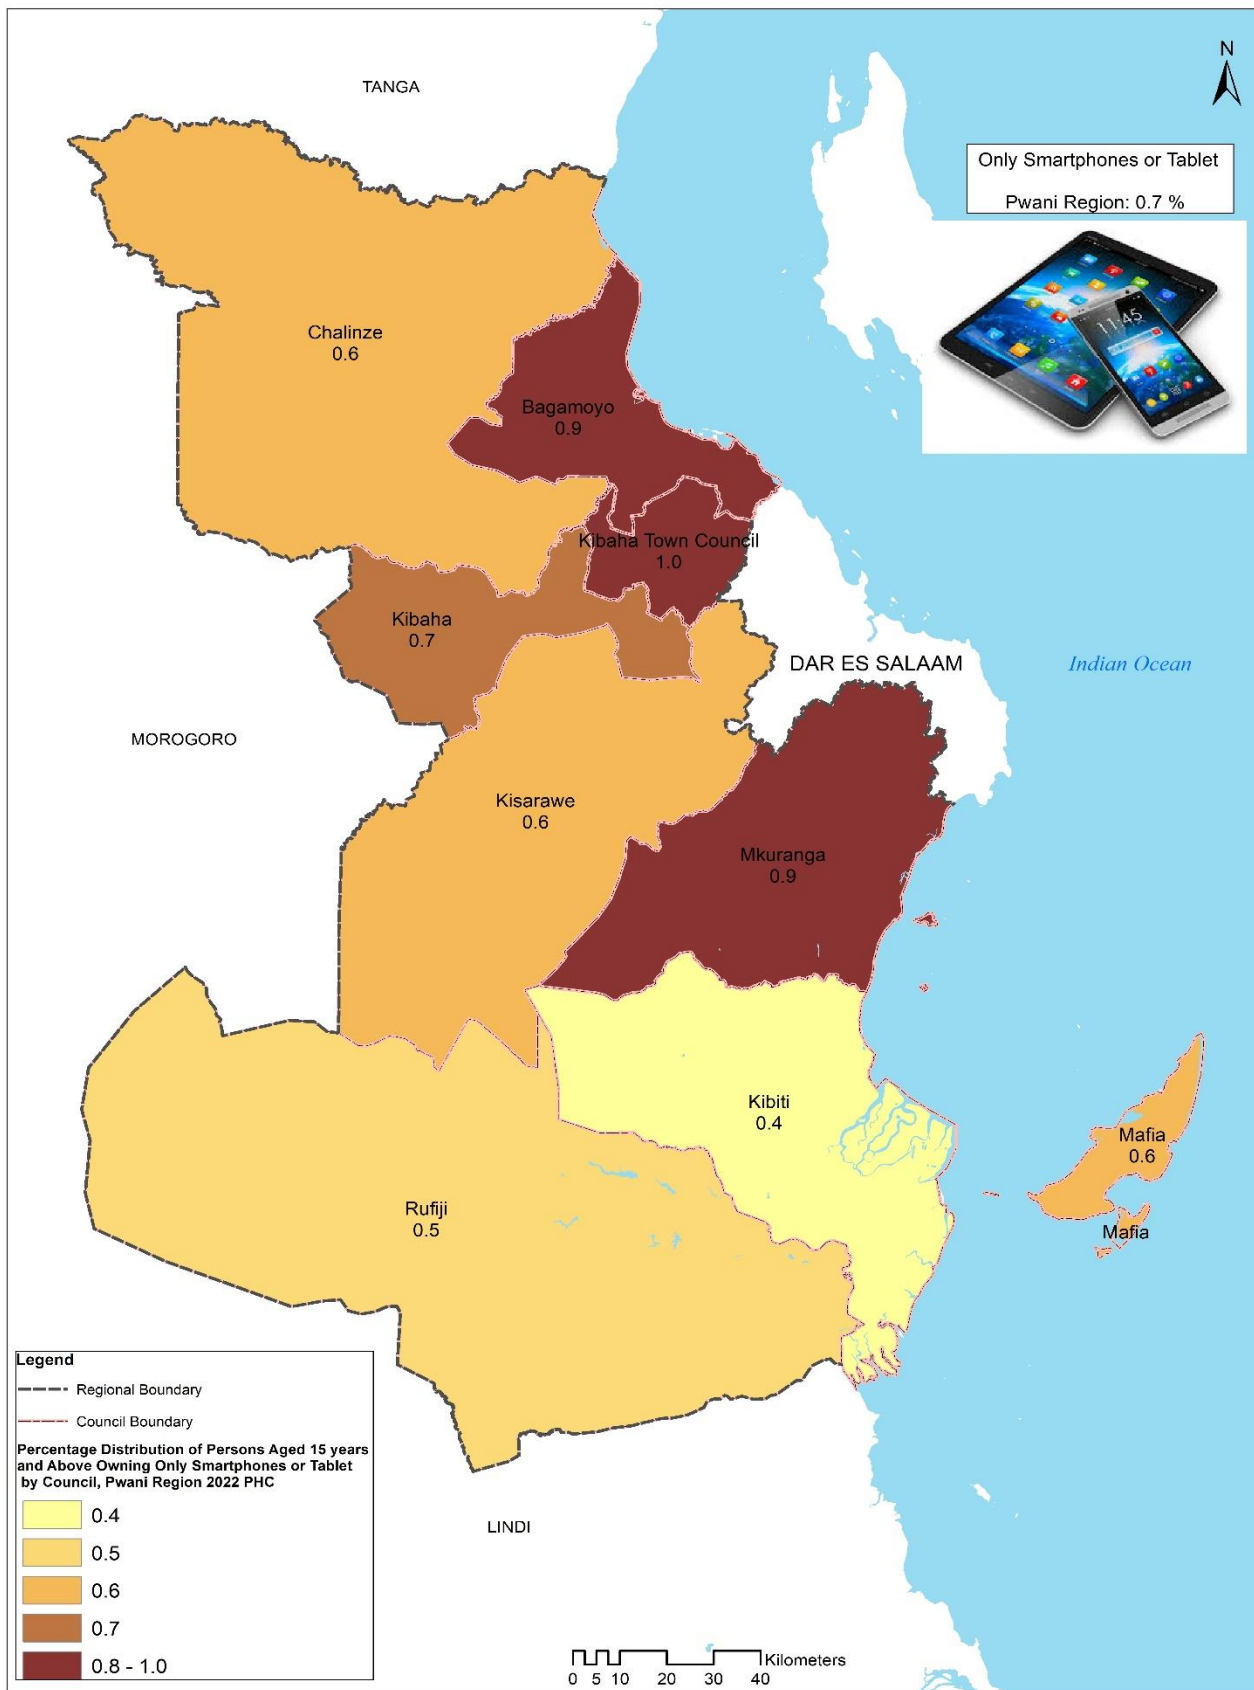 N
TANGA
Only Smartphones or Tablet
Pwani Region: 0.7 %
11:45
Chalinze
0.6
Bagamoyo
0.9
Kibaha Town Council
1.0
Kibaha
0.7
DAR ES SALAAM
Indian Ocean
MOROGORO
Kisarawe
0.6
Mkuranga
0.9
Kibiti
0.4
Mafia
0.6
Mafia
Rufiji
0.5
Legend
Regional Boundary
Council Boundary
Percentage Distribution of Persons Aged 15 years
and Above Owning Only Smartphones or Tablet
by Council, Pwani Region 2022 PHC
0.4
0.5
0.6
0.7
0.8 - 1.0
LINDI
Kilometers
0 5 10 20 30 40